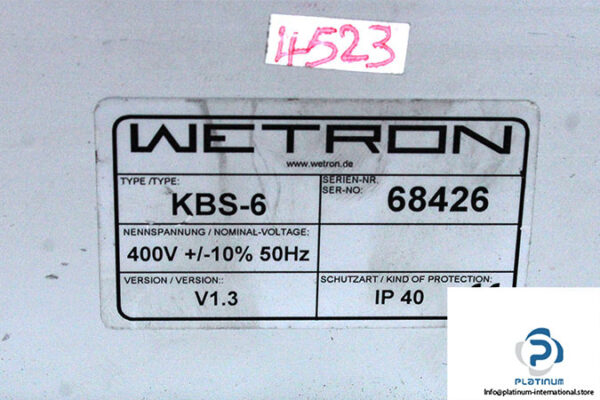 4523
WETRON
www.wetron.de
TYPE /TYPE:
KBS-6
SERIEN-NR.
SER-NO:
68426
NENNSPANNUNG / NOMINAL-VOLTAGE:
400V +/-10% 50Hz
VERSION / VERSION::
V1.3
SCHUTZART / KIND OF PROTECTION:
IP 40
PLATINUM
Info@platinum-international.store